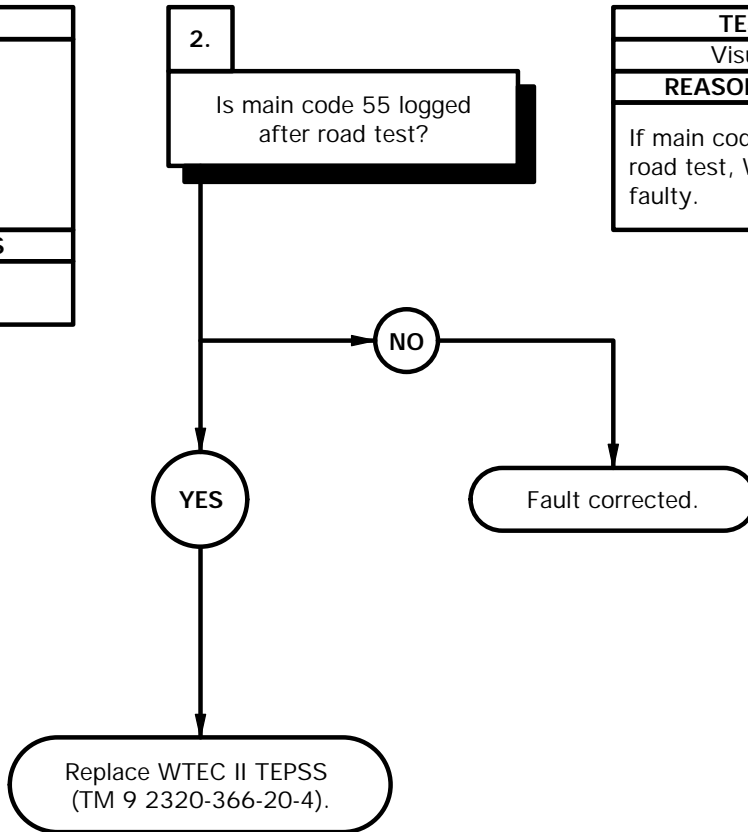 2.
Is main code 55 logged
after road test?
NO
YES
Fault corrected.
Replace WTEC II TEPSS
(TM 9 2320-366-20-4).
S
TE
Visu
REASO
If main cod
road test, W
faulty.